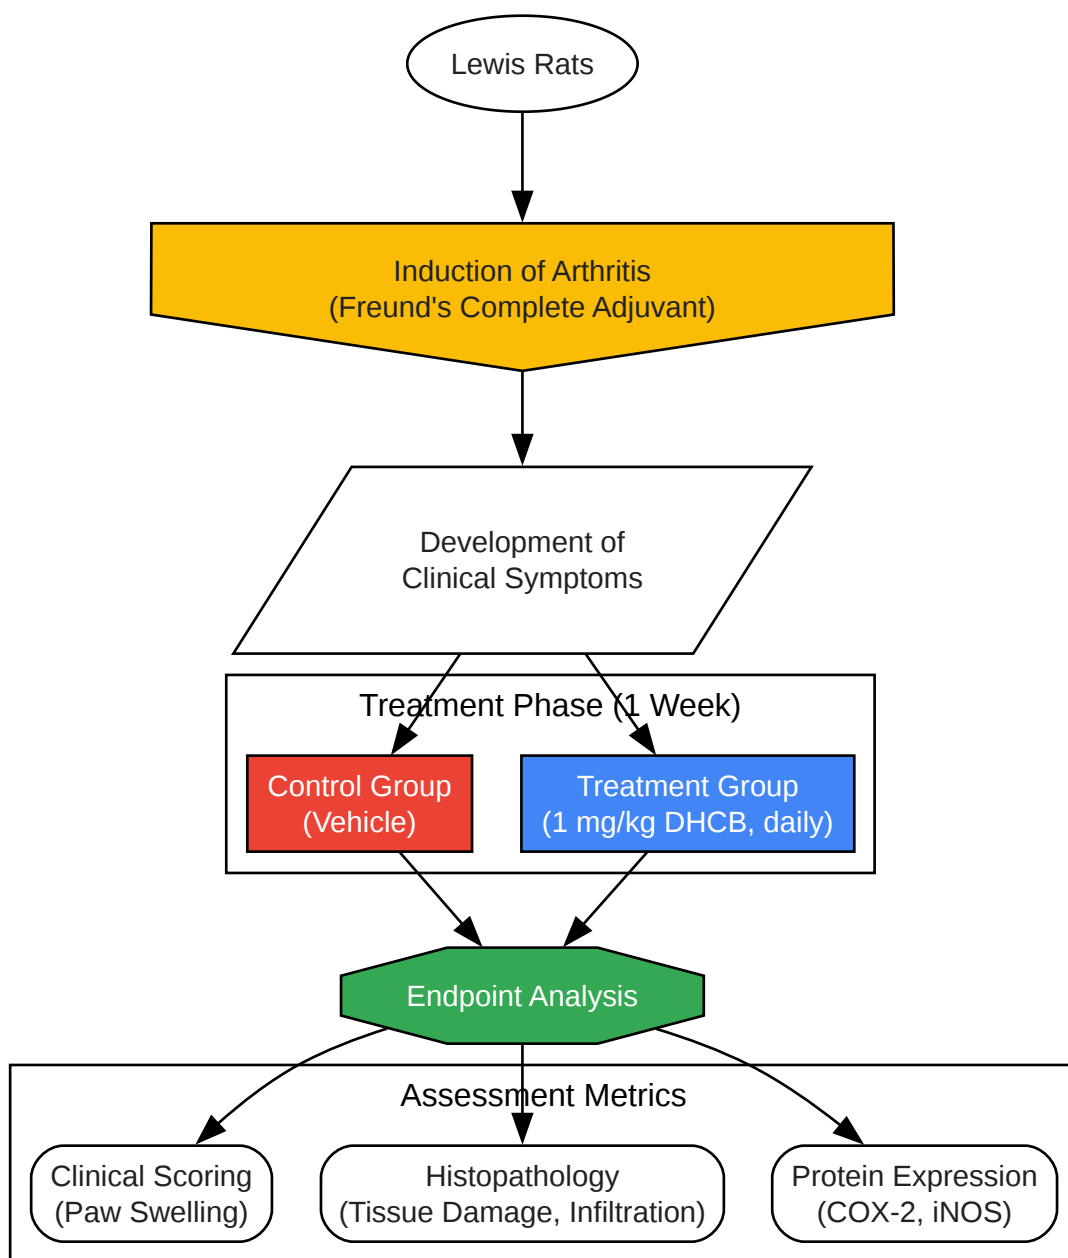 Lewis Rats
Induction of Arthritis
(Freund's Complete Adjuvant)
Development of
Clinical Symptoms
Treatment Phase (1 Week)
Control Group
(Vehicle)
Treatment Group
(1 mg/kg DHCB, daily)
Endpoint Analysis
Assessment Metrics
Clinical Scoring
(Paw Swelling)
Histopathology
(Tissue Damage, Infiltration)
Protein Expression
(COX-2, iNOS)